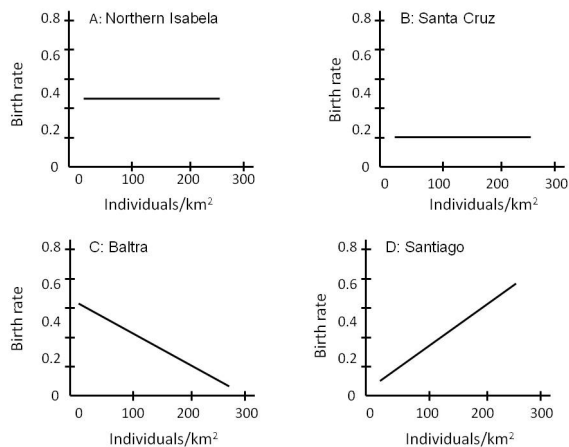 A: Northern Isabela
Birth rate
0.8
0.6
0.4
0.2
0
0 100 200 300
Individuals/km²
B: Santa Cruz
Birth rate
0.8
0.6
0.4
0.2
0
0 100 200 300
Individuals/km²
C: Baltra
Birth rate
0.8
0.6
0.4
0.2
0
0 100 200 300
Individuals/km²
D: Santiago
Birth rate
0.8
0.6
0.4
0.2
0
0 100 200 300
Individuals/km²